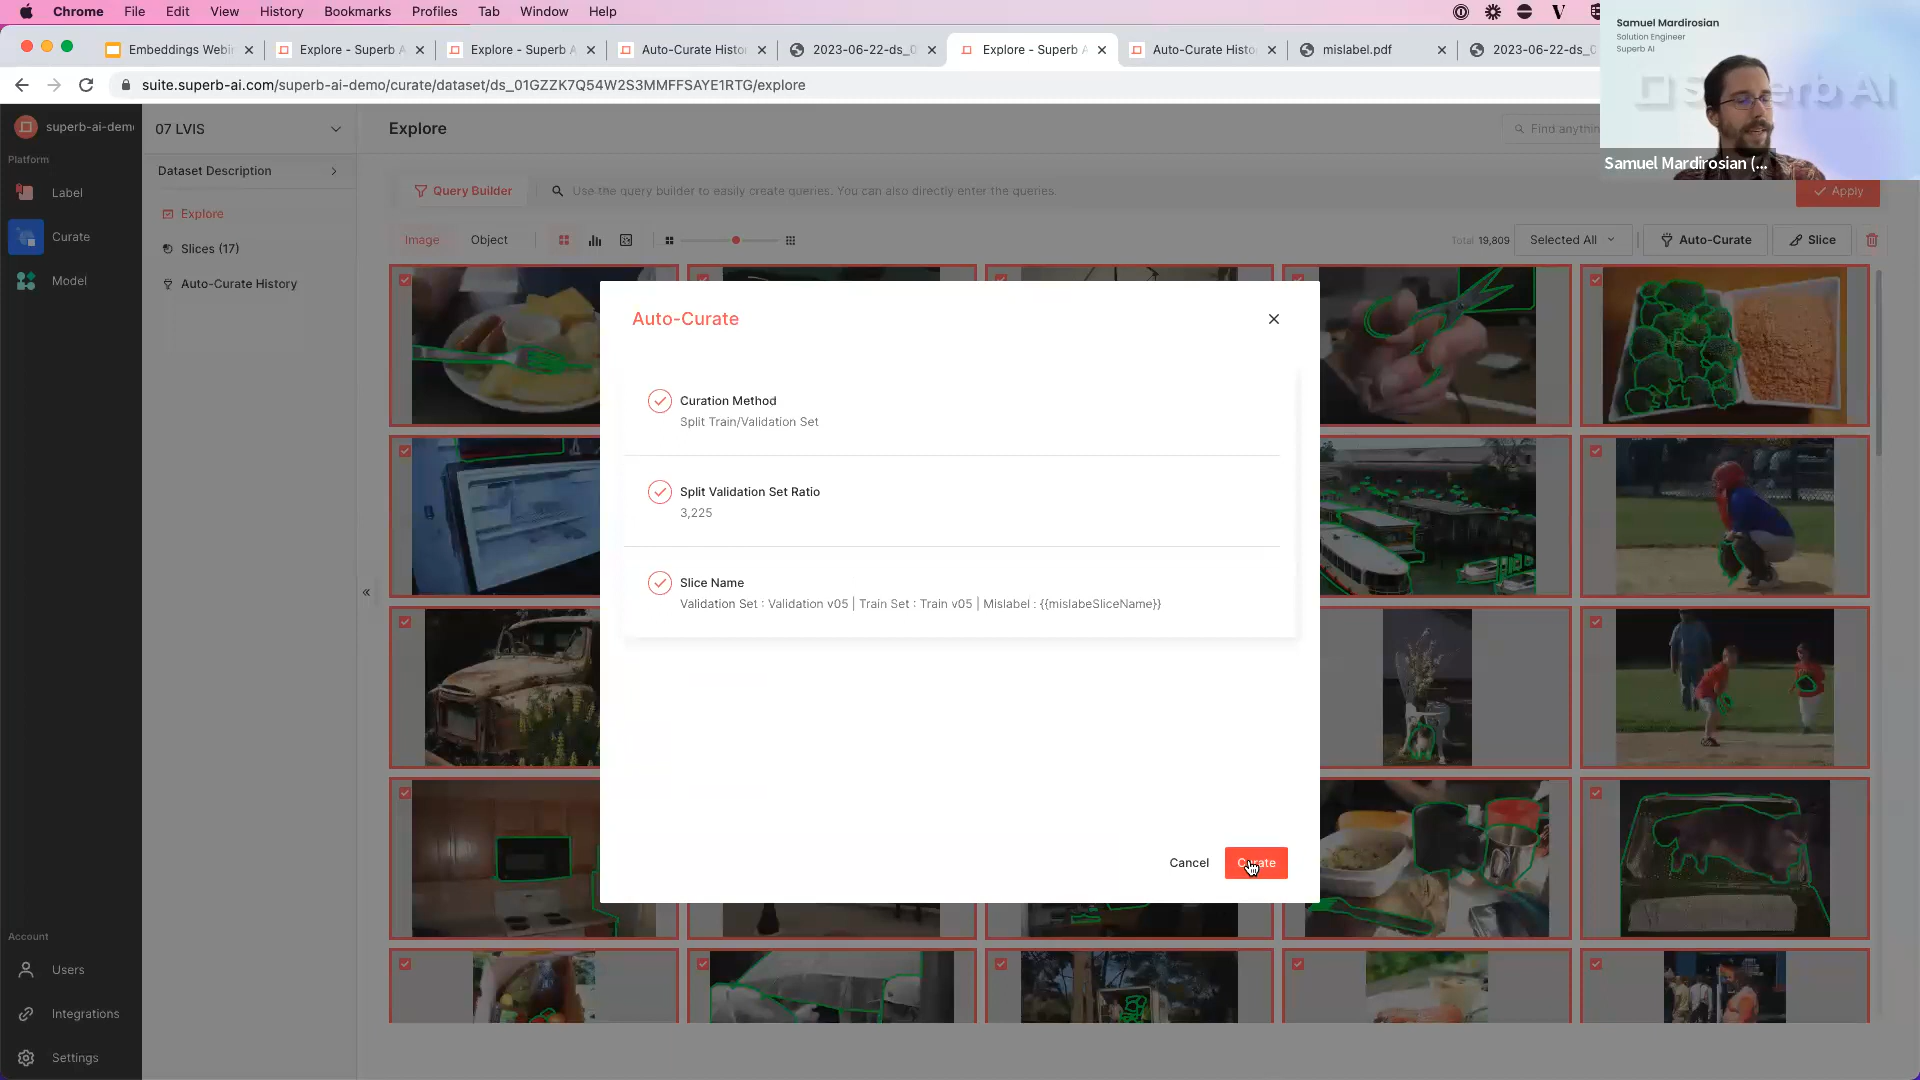 Chrome File Edit View History Bookmarks Profiles Tab Window Help
Embeddings Webi
Explore - Superb A
Explore - Superb A
Auto-Curate Histo
2023-06-22-ds_0
Explore - Superb A
Auto-Curate Histo
mislabel.pdf
2023-06-22-ds_0
suite.superb-ai.com/superb-ai-demo/curate/dataset/ds_01GZZK7Q54W2S3MMFFSAYE1RTG/explore
Samuel Mardirosian
Solution Engineer
Superb AI
Samuel Mardirosian (...
superb-ai-demo
Platform
Label
Curate
Model
07 LVIS
Dataset Description
Explore
Slices (17)
Auto-Curate History
Explore
Find anythin
Query Builder
Use the query builder to easily create queries. You can also directly enter the queries.
Apply
Image Object
Total 19,809
Selected All
Auto-Curate
Slice
Auto-Curate
Curation Method
Split Train/Validation Set
Split Validation Set Ratio
3,225
Slice Name
Validation Set : Validation v05 | Train Set : Train v05 | Mislabel : {{mislabeSliceName}}
Cancel
Curate
Account
Users
Integrations
Settings